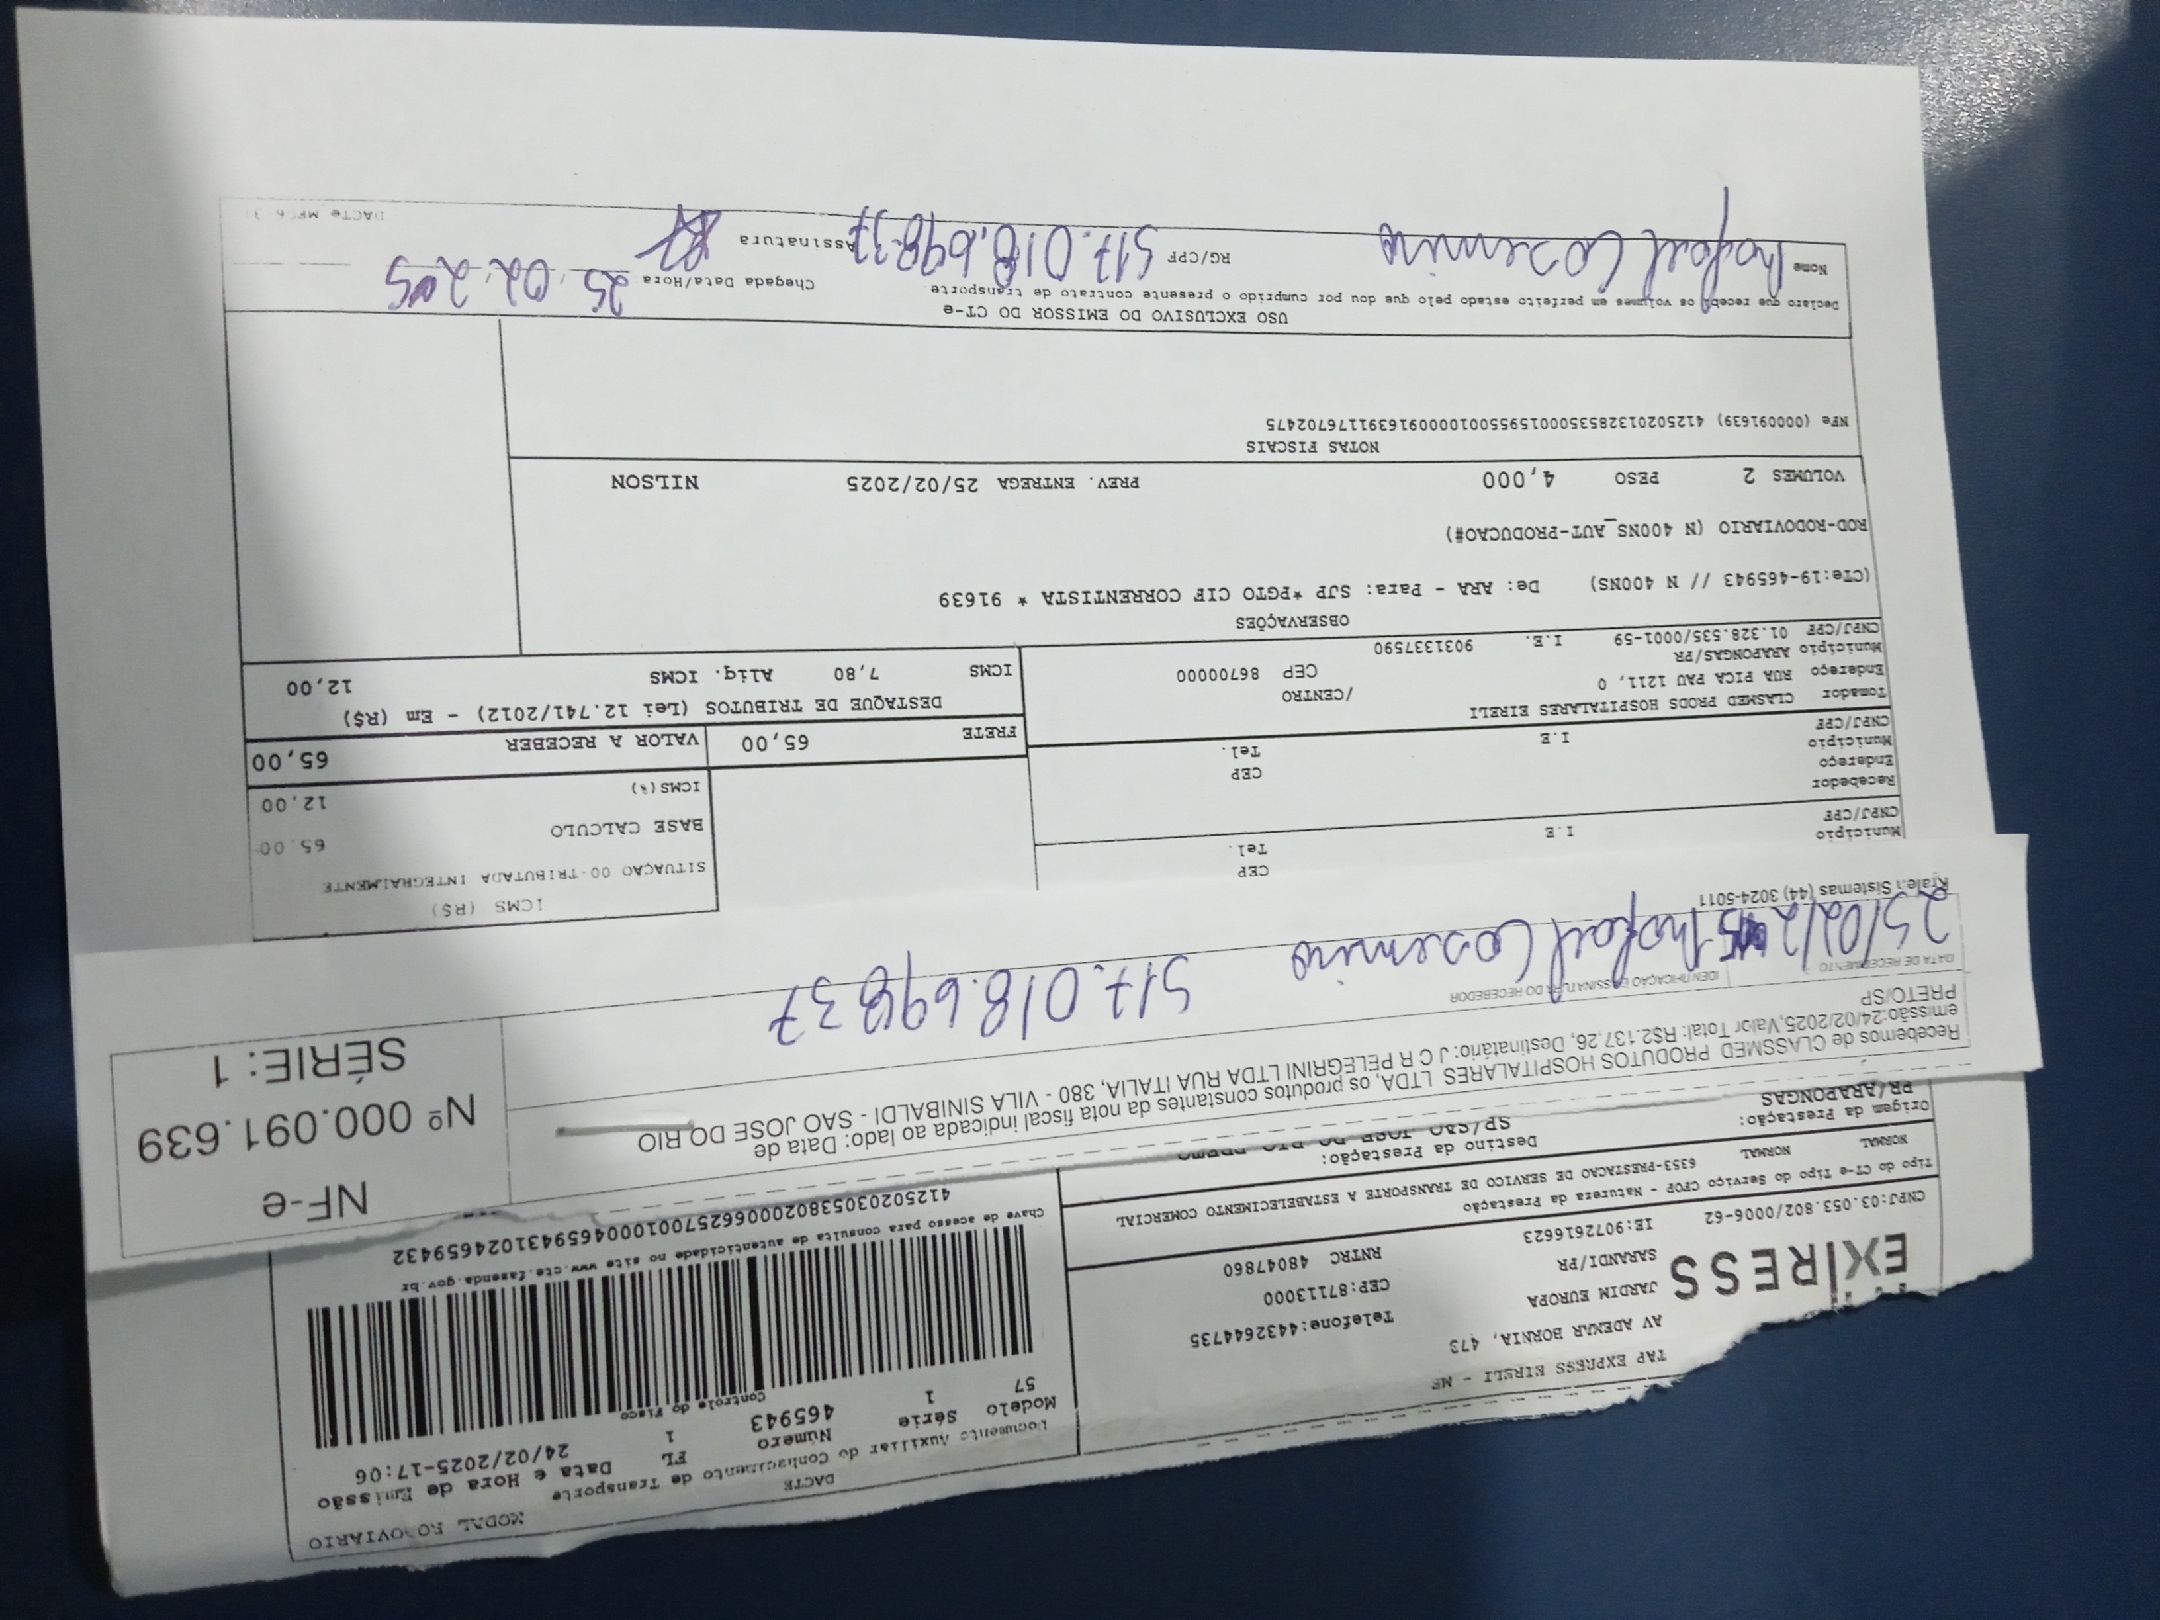 MODAL RODOVIARIO
DACTE
Documento Auxiliar do Conhecimento de Transporte
Modelo Série Número FL Data e Hora de Emissão
57 1 465943 1 24/02/2025-17:06
Controle do Fisco
Chave de acesso para consulta de autenticidade no site www.cte.fazenda.gov.br
41250203053802000662570010004659431024659432
TAP EXPRESS EIRELI - ME
AV ADEMAR BORNIA, 473
JARDIM EUROPA
SARANDI/PR
Telefone:4432644735
CEP:87113000
RNTRC 48047860
EXPRESS
CNPJ:03.053.802/0006-62 IE:9072616623
Tipo do CT-e Tipo do Serviço CFOP - Natureza da Prestação
NORMAL NORMAL 6353-PRESTACAO DE SERVICO DE TRANSPORTE A ESTABELECIMENTO COMERCIAL
Origem da Prestação: Destino da Prestação:
PR/ARAPONGAS SP/SAO JOSE DO RIO PRETO
Recebemos de CLASSMED PRODUTOS HOSPITALARES LTDA, os produtos constantes da nota fiscal indicada ao lado: Data de
emissão:24/02/2025,Valor Total: R$2.137,26, Destinatário: J C R PELEGRINI LTDA RUA ITALIA, 380 - VILA SINIBALDI - SAO JOSE DO RIO
PRETO/SP
DATA DE RECEBIMENTO IDENTIFICAÇÃO E ASSINATURA DO RECEBEDOR
25/02/ 517.018.698 37
NF-e
Nº 000.091.639
SÉRIE: 1
Sistemas (44) 3024-5011
Município CEP
CNPJ/CPF I.E Tel.
Recebedor
Endereço
Município CEP
CNPJ/CPF I.E Tel.
Tomador CLASMED PRODS HOSPITALARES EIRELI
Endereço RUA PICA PAU 1211, 0 /CENTRO
Município ARAPONGAS/PR CEP 86700000
CNPJ/CPF 01.328.535/0001-59 I.E. 9031337590
ICMS (R$)
SITUAÇAO 00-TRIBUTADA INTEGRALMENTE
BASE CALCULO 65,00
ICMS(%) 12,00
FRETE 65,00 VALOR A RECEBER 65,00
DESTAQUE DE TRIBUTOS (Lei 12.741/2012) - Em (R$)
ICMS 7,80 Aliq. ICMS 12,00
OBSERVAÇÕES
(CTe:19-465943 // N 400NS) De: ARA - Para: SJP *PGTO CIF CORRENTISTA * 91639
ROD-RODOVIARIO (N 400NS_AUT-PRODUCAO#)
VOLUMES 2 PESO 4,000 PREV. ENTREGA 25/02/2025 NILSON
NOTAS FISCAIS
NFe (00091639) 41250201328535000159550010000916391176702475
USO EXCLUSIVO DO EMISSOR DO CT-e
Declaro que recebi os volumes em perfeito estado pelo que dou por cumprido o presente contrato de transporte.
Chegada Data/Hora 25.02.
Nome RG/CPF 517.018.698-37 Assinatura